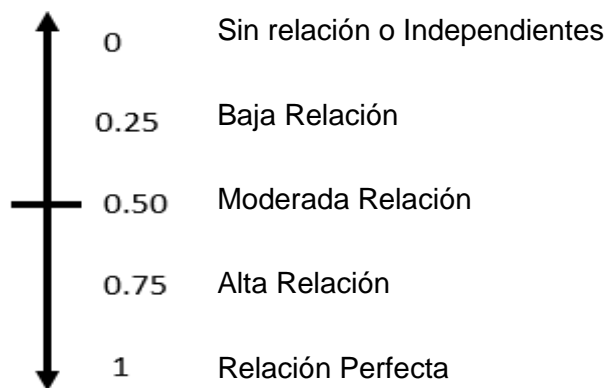 0 Sin relación o Independientes
0.25 Baja Relación
0.50 Moderada Relación
0.75 Alta Relación
1 Relación Perfecta